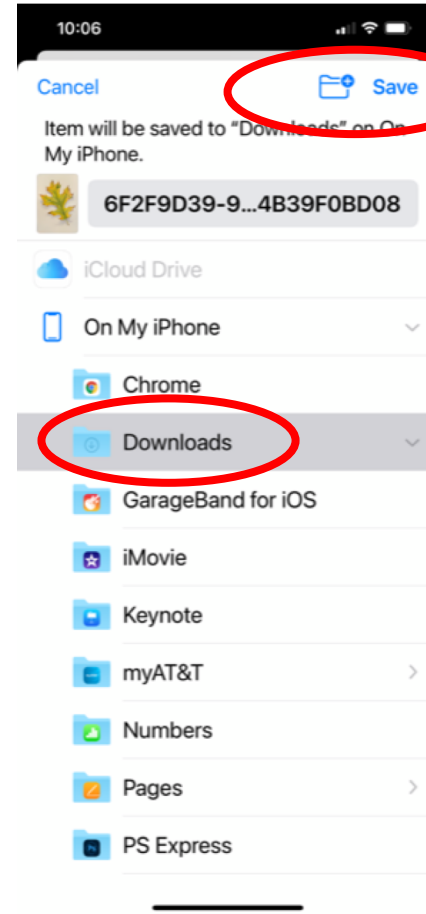 10:06
Cancel Save
Item will be saved to “Downloads” on On
My iPhone.
6F2F9D39-9...4B39F0BD08
iCloud Drive
On My iPhone
Chrome
Downloads
GarageBand for iOS
iMovie
Keynote
myAT&T
Numbers
Pages
PS Express